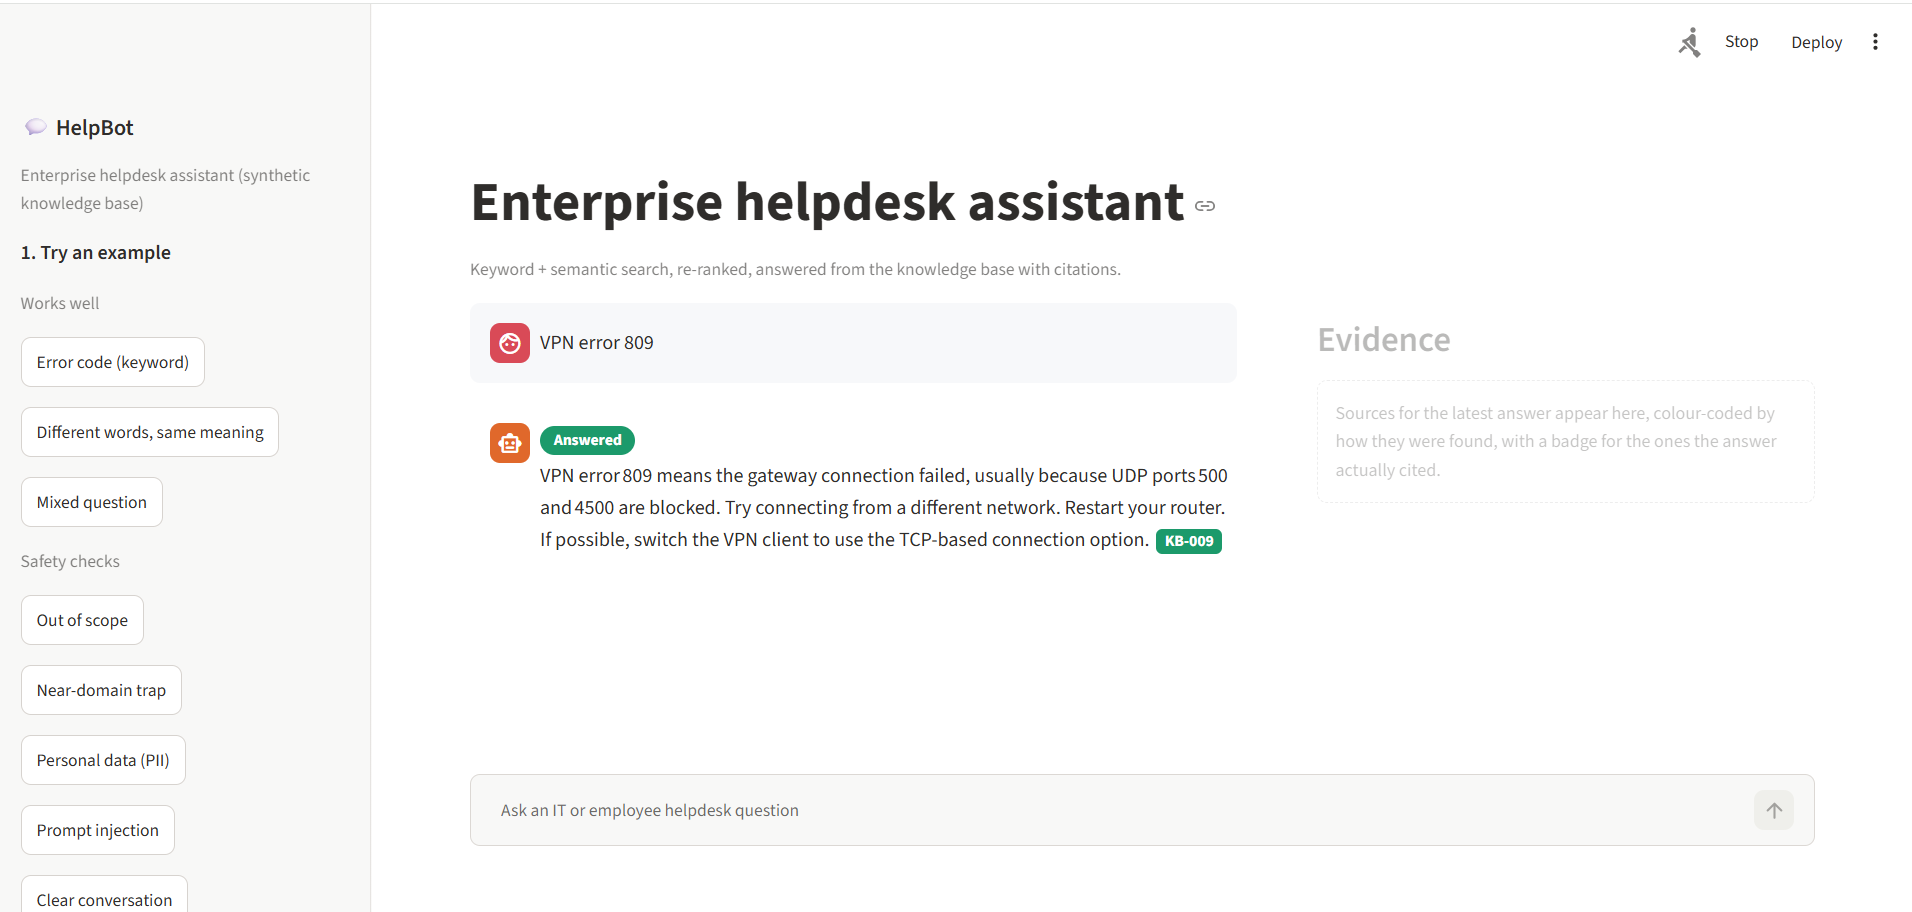 Stop
Deploy
HelpBot
Enterprise helpdesk assistant (synthetic
knowledge base)
1. Try an example
Works well
Error code (keyword)
Different words, same meaning
Mixed question
Safety checks
Out of scope
Near-domain trap
Personal data (PII)
Prompt injection
Clear conversation
Enterprise helpdesk assistant
Keyword + semantic search, re-ranked, answered from the knowledge base with citations.
VPN error 809
Answered
VPN error 809 means the gateway connection failed, usually because UDP ports 500
and 4500 are blocked. Try connecting from a different network. Restart your router.
If possible, switch the VPN client to use the TCP-based connection option. KB-009
Evidence
Sources for the latest answer appear here, colour-coded by
how they were found, with a badge for the ones the answer
actually cited.
Ask an IT or employee helpdesk question